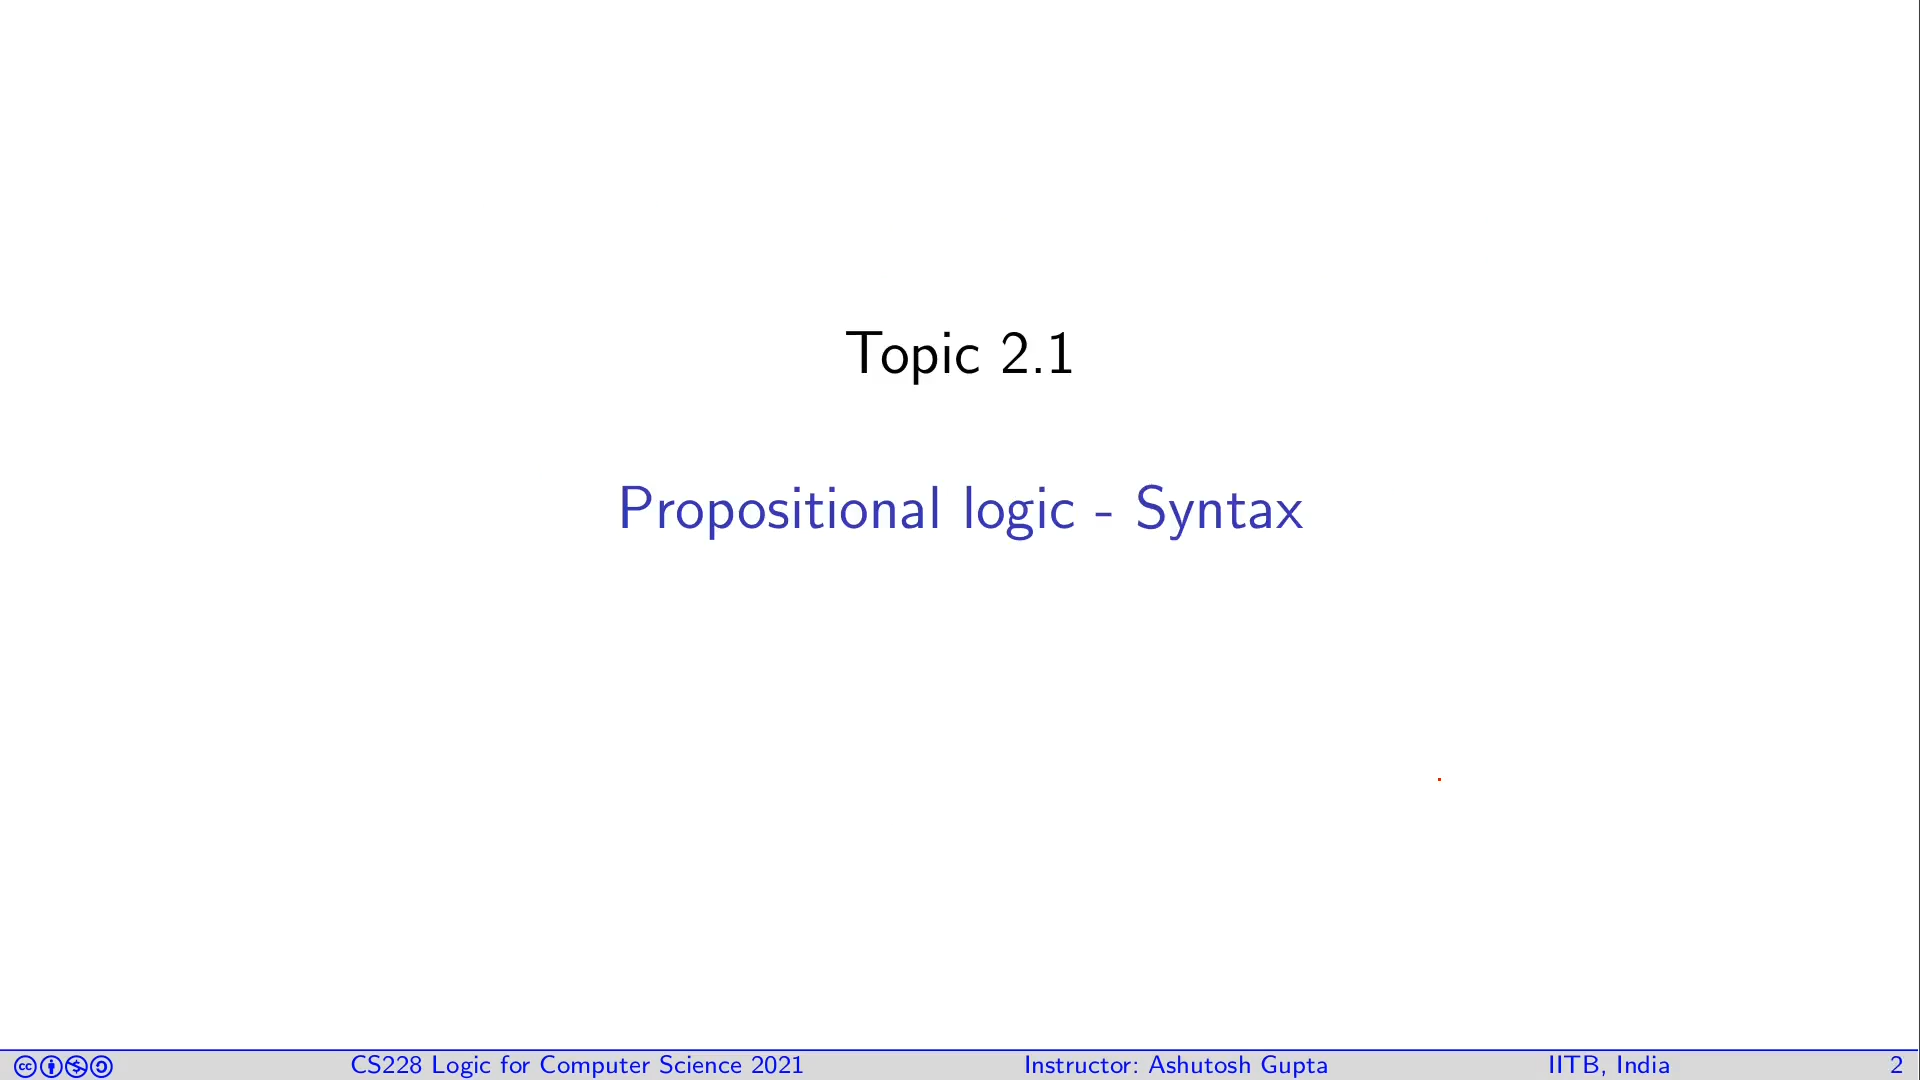 Topic 2.1
Propositional logic - Syntax
CS228 Logic for Computer Science 2021 Instructor: Ashutosh Gupta IITB, India 2